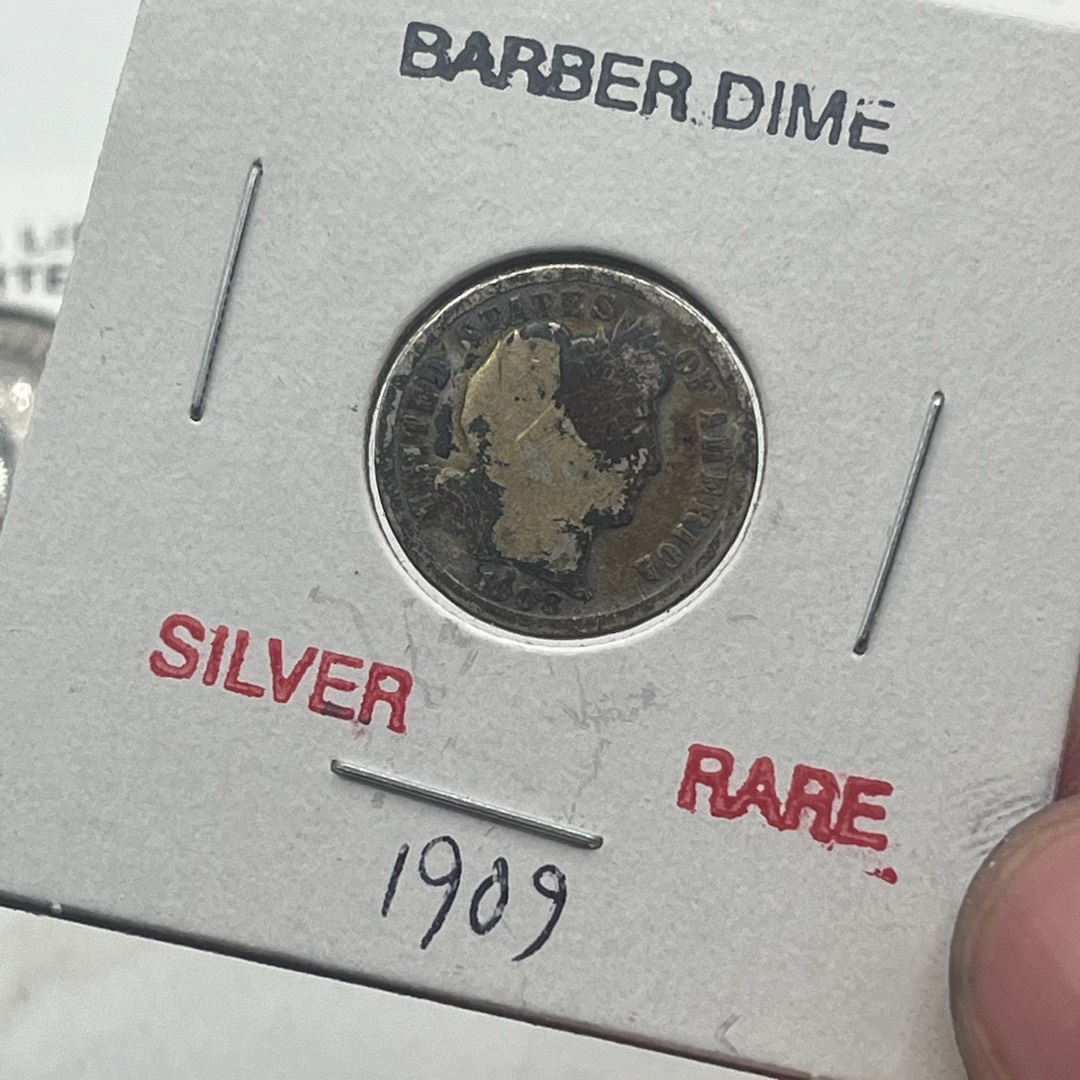 BARBER DIME
UNITED STATES OF AMERICA
SILVER
RARE
1909